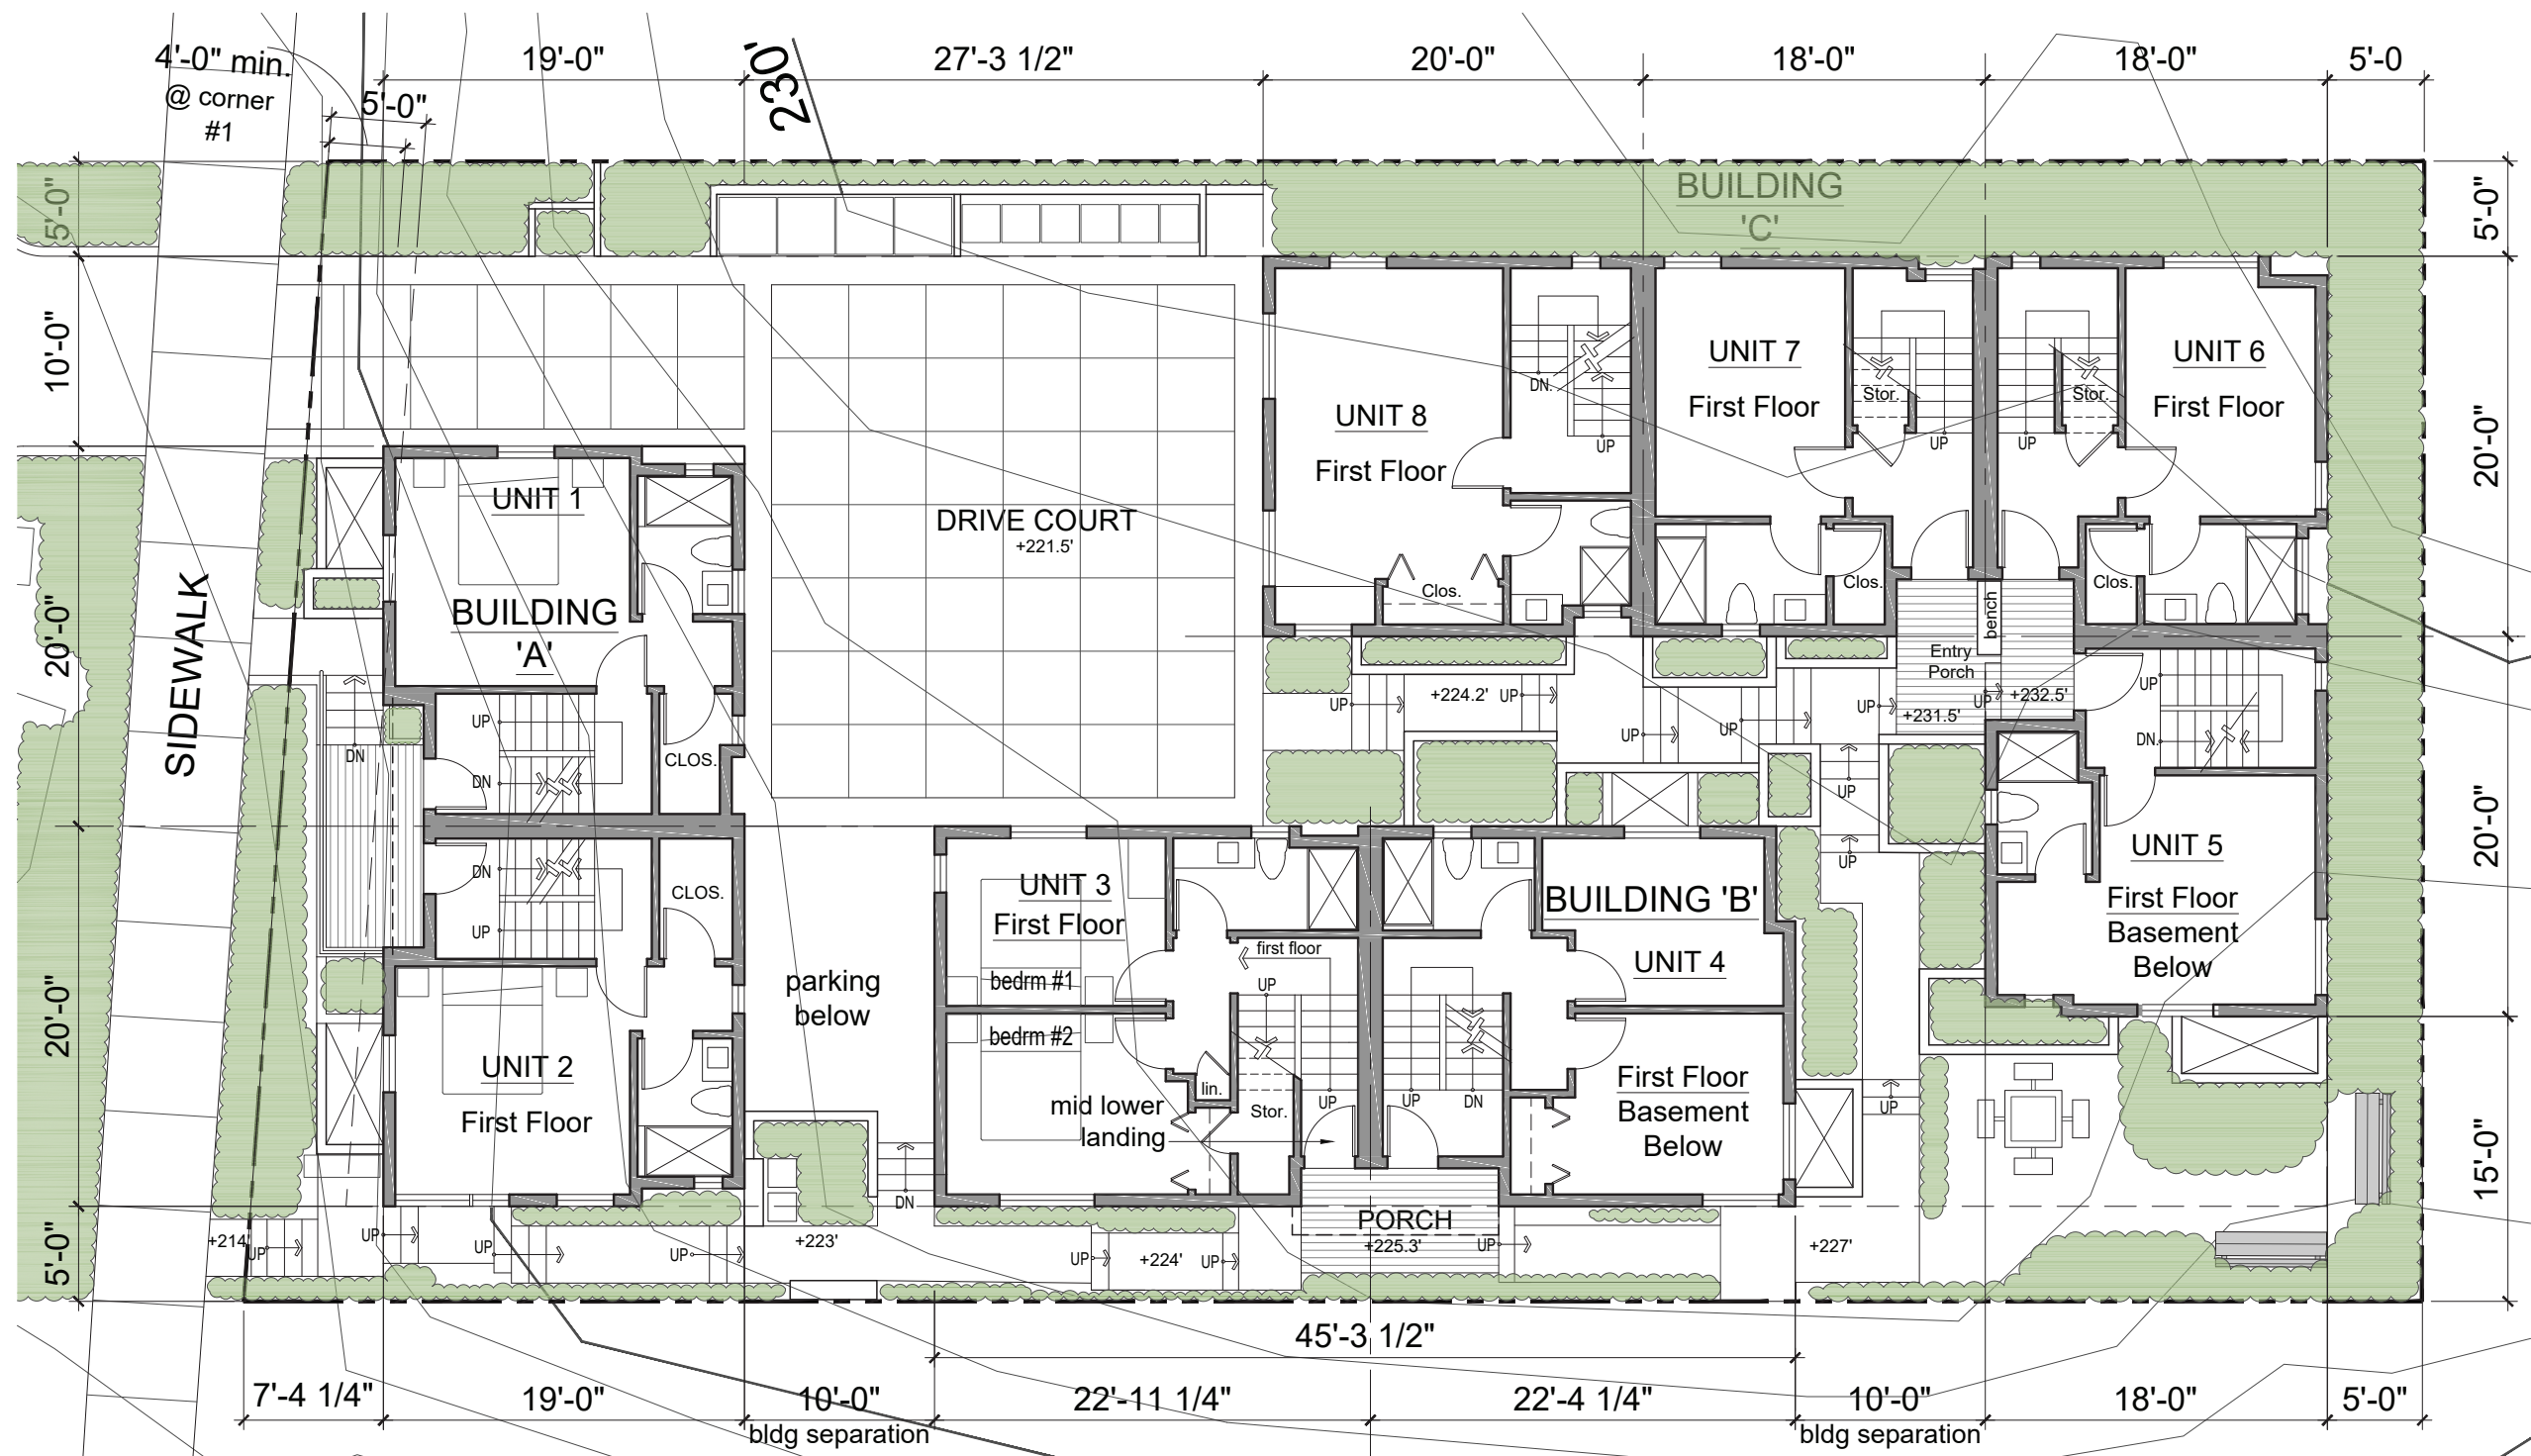 4'-0" min.
@ corner
#1
5'-0"
19'-0"
230'
27'-3 1/2"
20'-0"
18'-0"
18'-0"
5'-0
5'-0"
10'-0"
20'-0"
20'-0"
5'-0"
5'-0"
20'-0"
20'-0"
15'-0"
SIDEWALK
BUILDING
'C'
UNIT 1
BUILDING
'A'
UP
DN
CLOS.
DN
DN
UP
CLOS.
UNIT 2
First Floor
DRIVE COURT
+221.5'
parking
below
UNIT 8
First Floor
DN.
UP
Clos.
UNIT 7
First Floor
Stor.
UP
Clos.
UNIT 6
First Floor
Stor.
UP
Clos.
bench
Entry
Porch
UP
+232.5'
+231.5'
UP
UP
+224.2'
UP
UP
UP
UP
UP
UP
DN.
UNIT 5
First Floor
Basement
Below
UNIT 3
First Floor
bedrm #1
bedrm #2
first floor
UP
lin.
Stor.
UP
mid lower
landing
BUILDING 'B'
UNIT 4
First Floor
Basement
Below
UP
DN
UP
DN
PORCH
+225.3'
UP
+227'
+214'
UP
UP
UP
UP
+223'
UP
+224'
UP
45'-3 1/2"
7'-4 1/4"
19'-0"
10'-0"
bldg separation
22'-11 1/4"
22'-4 1/4"
10'-0"
bldg separation
18'-0"
5'-0"